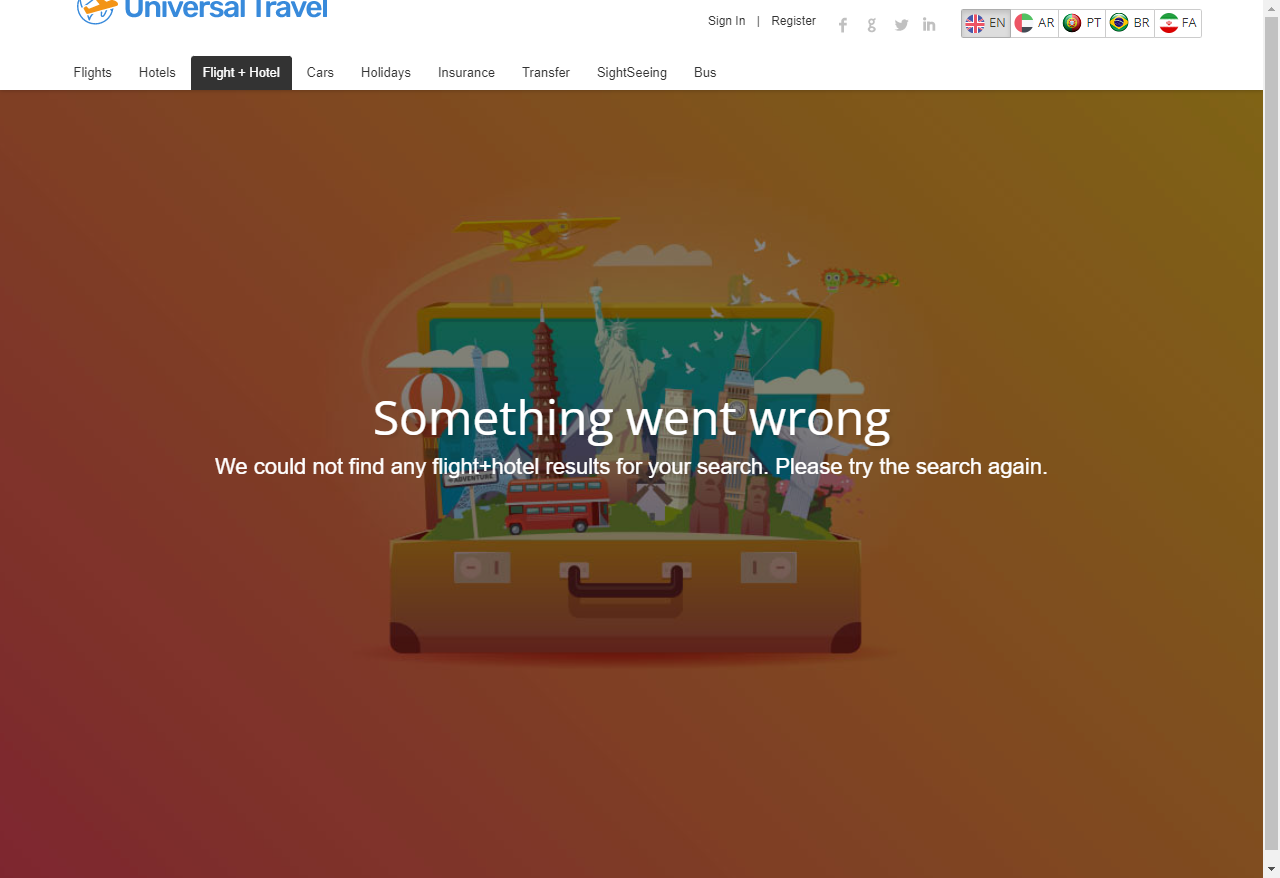 Universal Travel
Sign In | Register
EN AR PT BR FA
Flights Hotels Flight + Hotel Cars Holidays Insurance Transfer SightSeeing Bus
Something went wrong
We could not find any flight+hotel results for your search. Please try the search again.
ADVENTURE